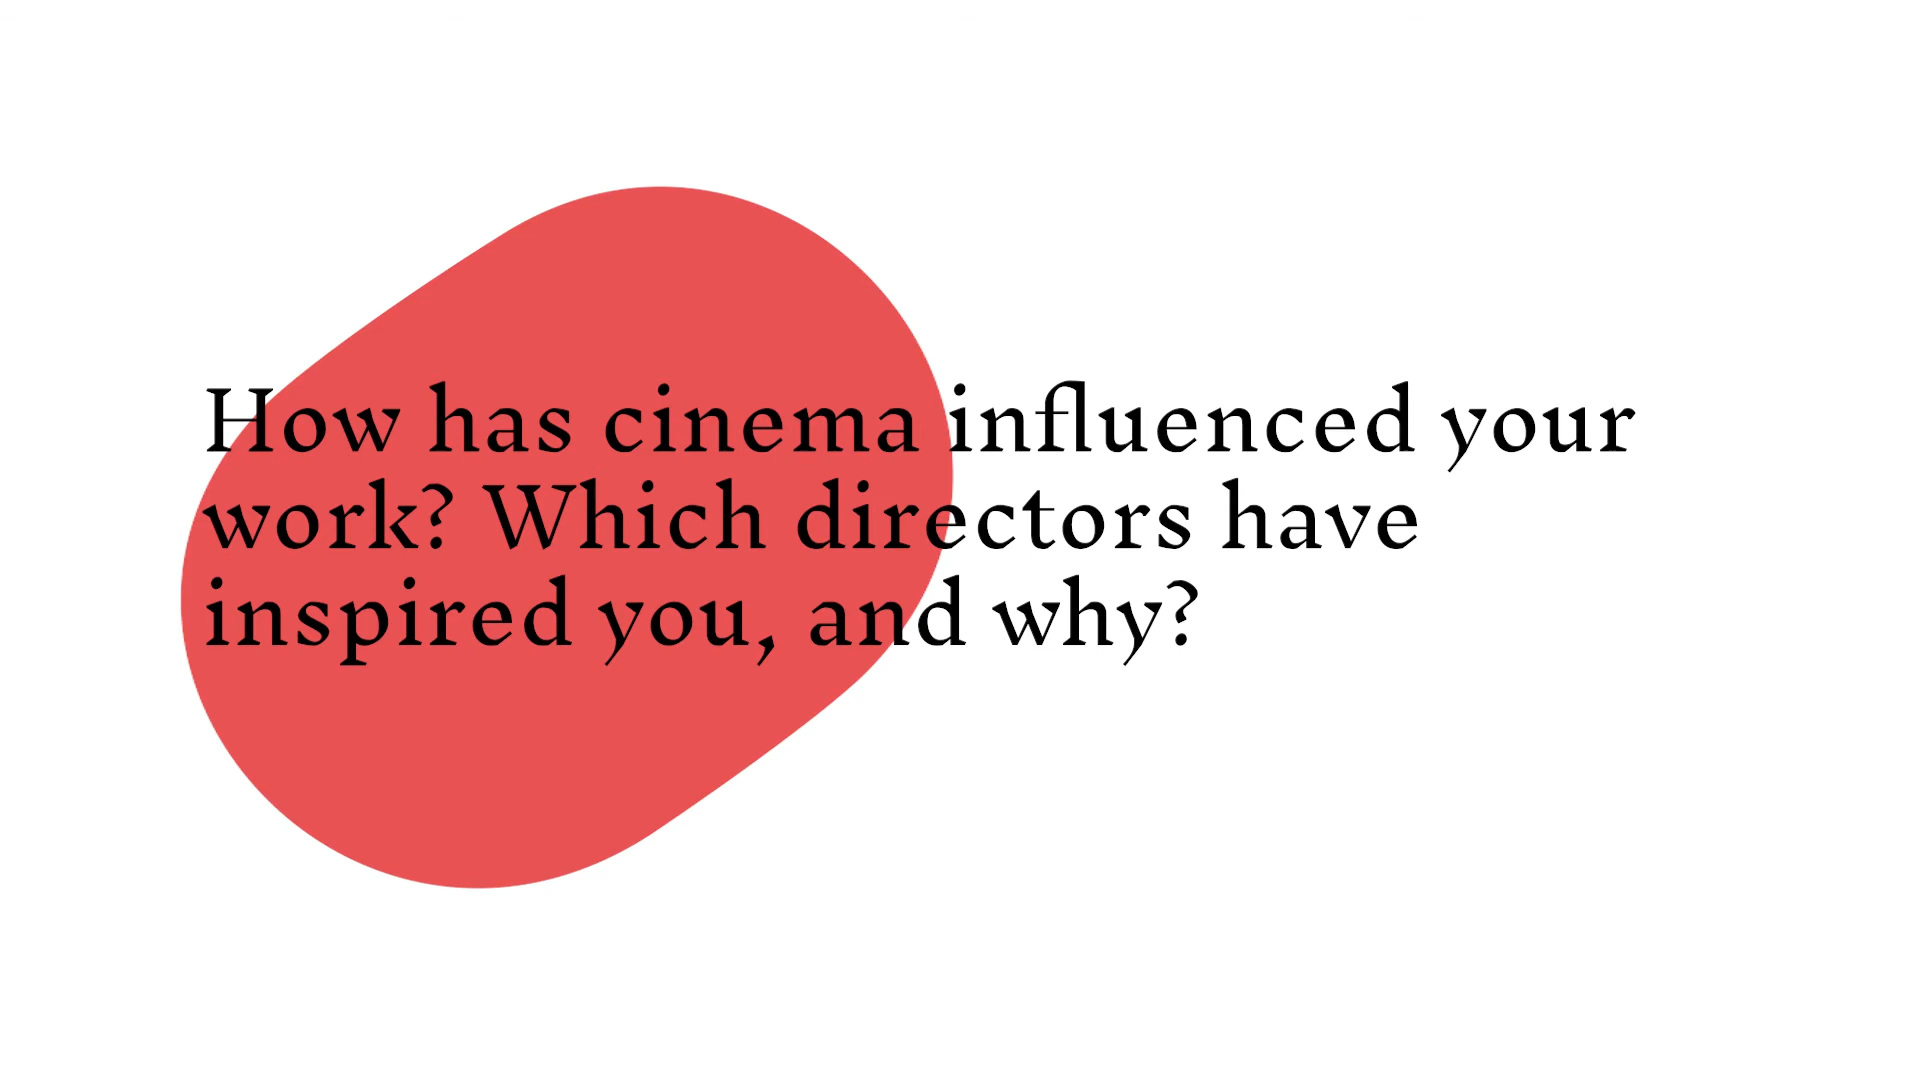 How has cinema influenced your
work? Which directors have
inspired you, and why?